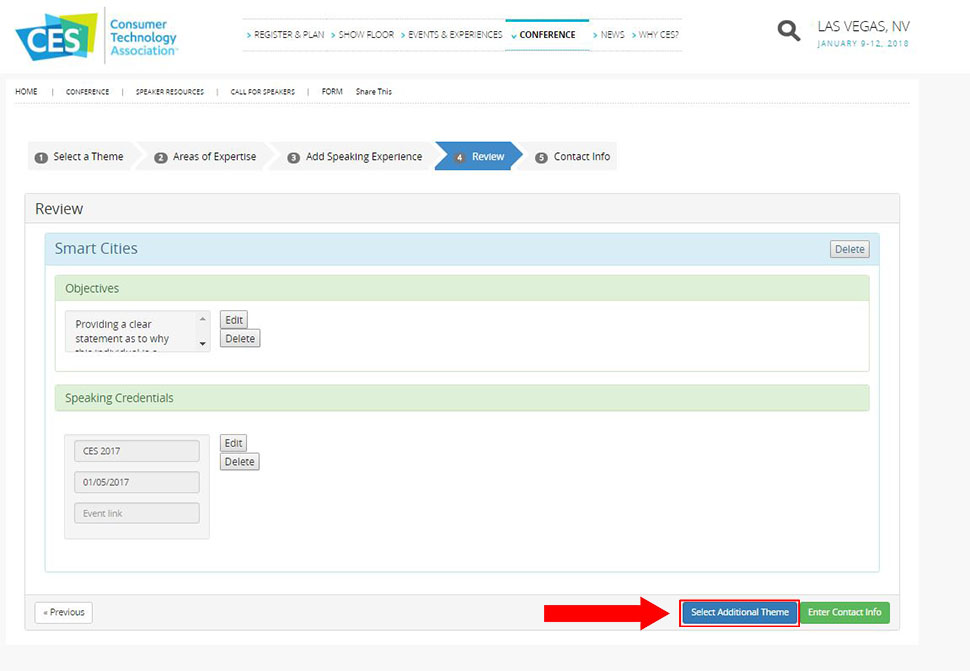 CES
Consumer
Technology
Association
REGISTER & PLAN
SHOW FLOOR
EVENTS & EXPERIENCES
CONFERENCE
NEWS
WHY CES?
LAS VEGAS, NV
JANUARY 9-12, 2018
HOME | CONFERENCE | SPEAKER RESOURCES | CALL FOR SPEAKERS | FORM Share This
1 Select a Theme
2 Areas of Expertise
3 Add Speaking Experience
4 Review
5 Contact Info
Review
Smart Cities
Delete
Objectives
Providing a clear
statement as to why
this individual is a
Edit
Delete
Speaking Credentials
CES 2017
01/05/2017
Event link
Edit
Delete
« Previous
Select Additional Theme
Enter Contact Info